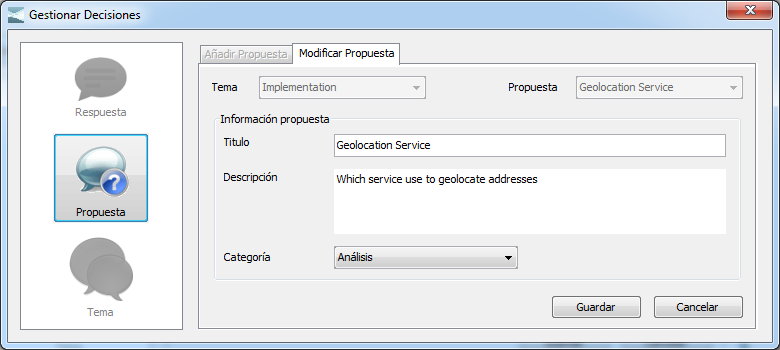 Gestionar Decisiones
Respuesta
Propuesta
Tema
Añadir Propuesta
Modificar Propuesta
Tema
Implementation
Propuesta
Geolocation Service
Información propuesta
Titulo
Geolocation Service
Descripción
Which service use to geolocate addresses
Categoría
Análisis
Guardar
Cancelar